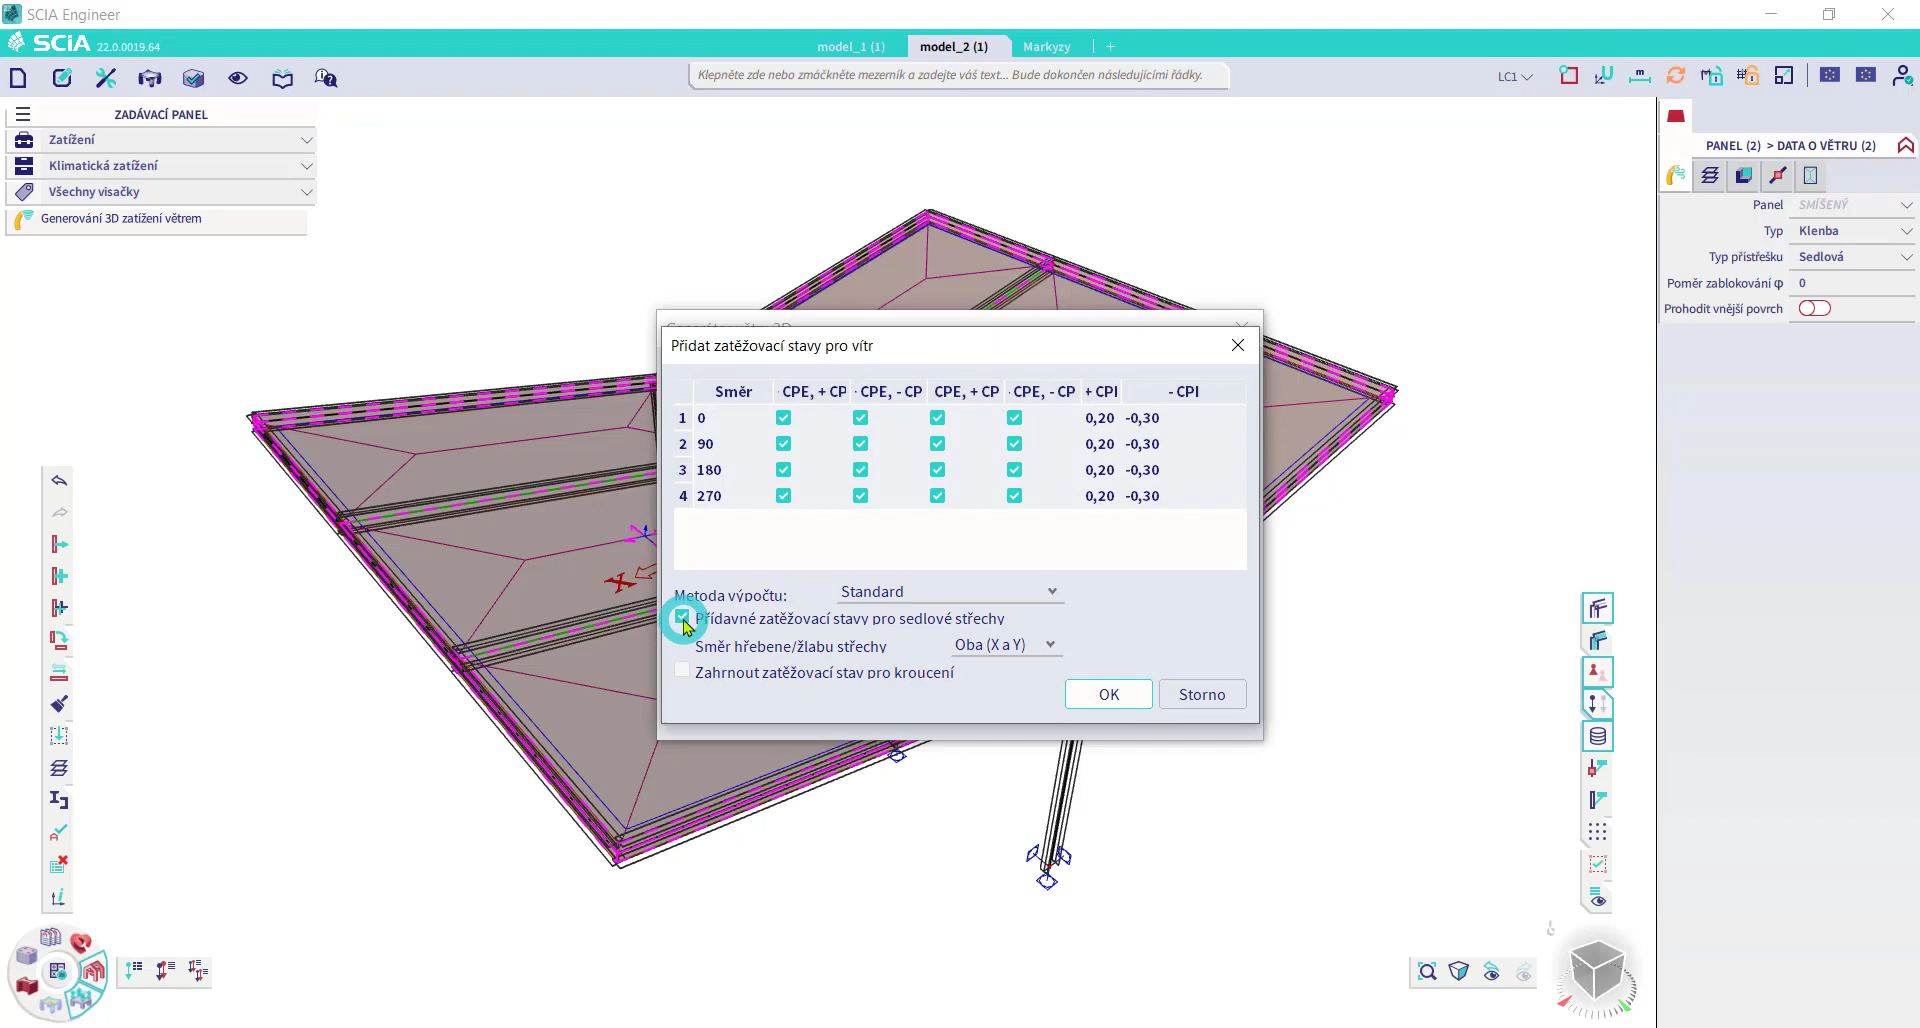 SCIA Engineer
SCiA 22.0.0019.64
model_1 (1)
model_2 (1)
Markyzy
Klepněte zde nebo zmáčkněte mezerník a zadejte váš text... Bude dokončen následujícími řádky.
LC1
ZADÁVACÍ PANEL
Zatížení
Klimatická zatížení
Všechny visačky
Generování 3D zatížení větrem
PANEL (2) > DATA O VĚTRU (2)
Panel SMÍŠENÝ
Typ Klenba
Typ přístřešku Sedlová
Poměr zablokování φ 0
Prohodit vnější povrch
Přidat zatěžovací stavy pro vítr
Směr CPE, + CP CPE, - CP CPE, + CP CPE, - CP + CPI - CPI
1 0 0,20 -0,30
2 90 0,20 -0,30
3 180 0,20 -0,30
4 270 0,20 -0,30
Metoda výpočtu: Standard
Přídavné zatěžovací stavy pro sedlové střechy
Směr hřebene/žlabu střechy Oba (X a Y)
Zahrnout zatěžovací stav pro kroucení
OK
Storno
X